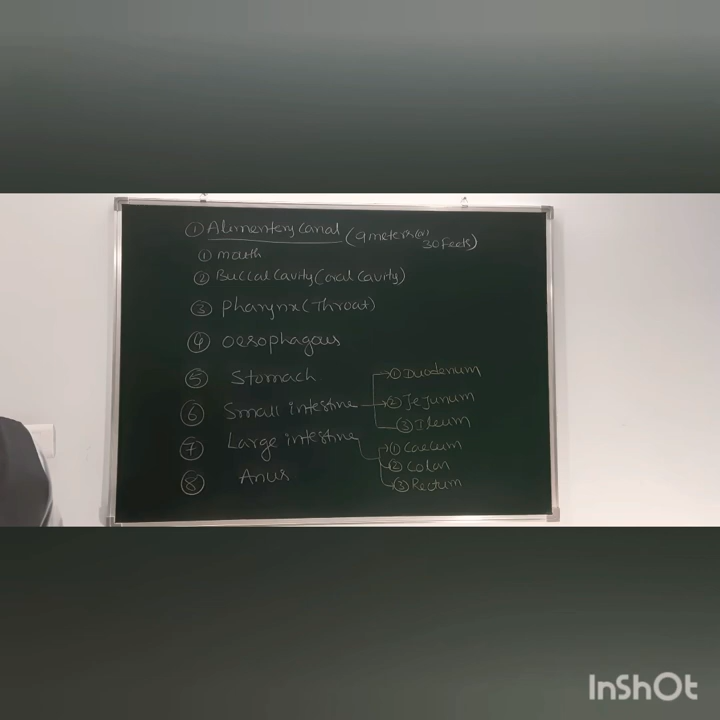 ① Alimentery Canal (9 meters (or) 30 Feets)
① mouth
② Buccal Cavity (oral Cavity)
③ Pharynx (Throat)
④ oesophagous
⑤ Stomach
⑥ Small intestine
① Duodenum
② Jejunum
③ Ileum
⑦ Large intestine
① Caecum
② Colon
③ Rectum
⑧ Anus
InShOt